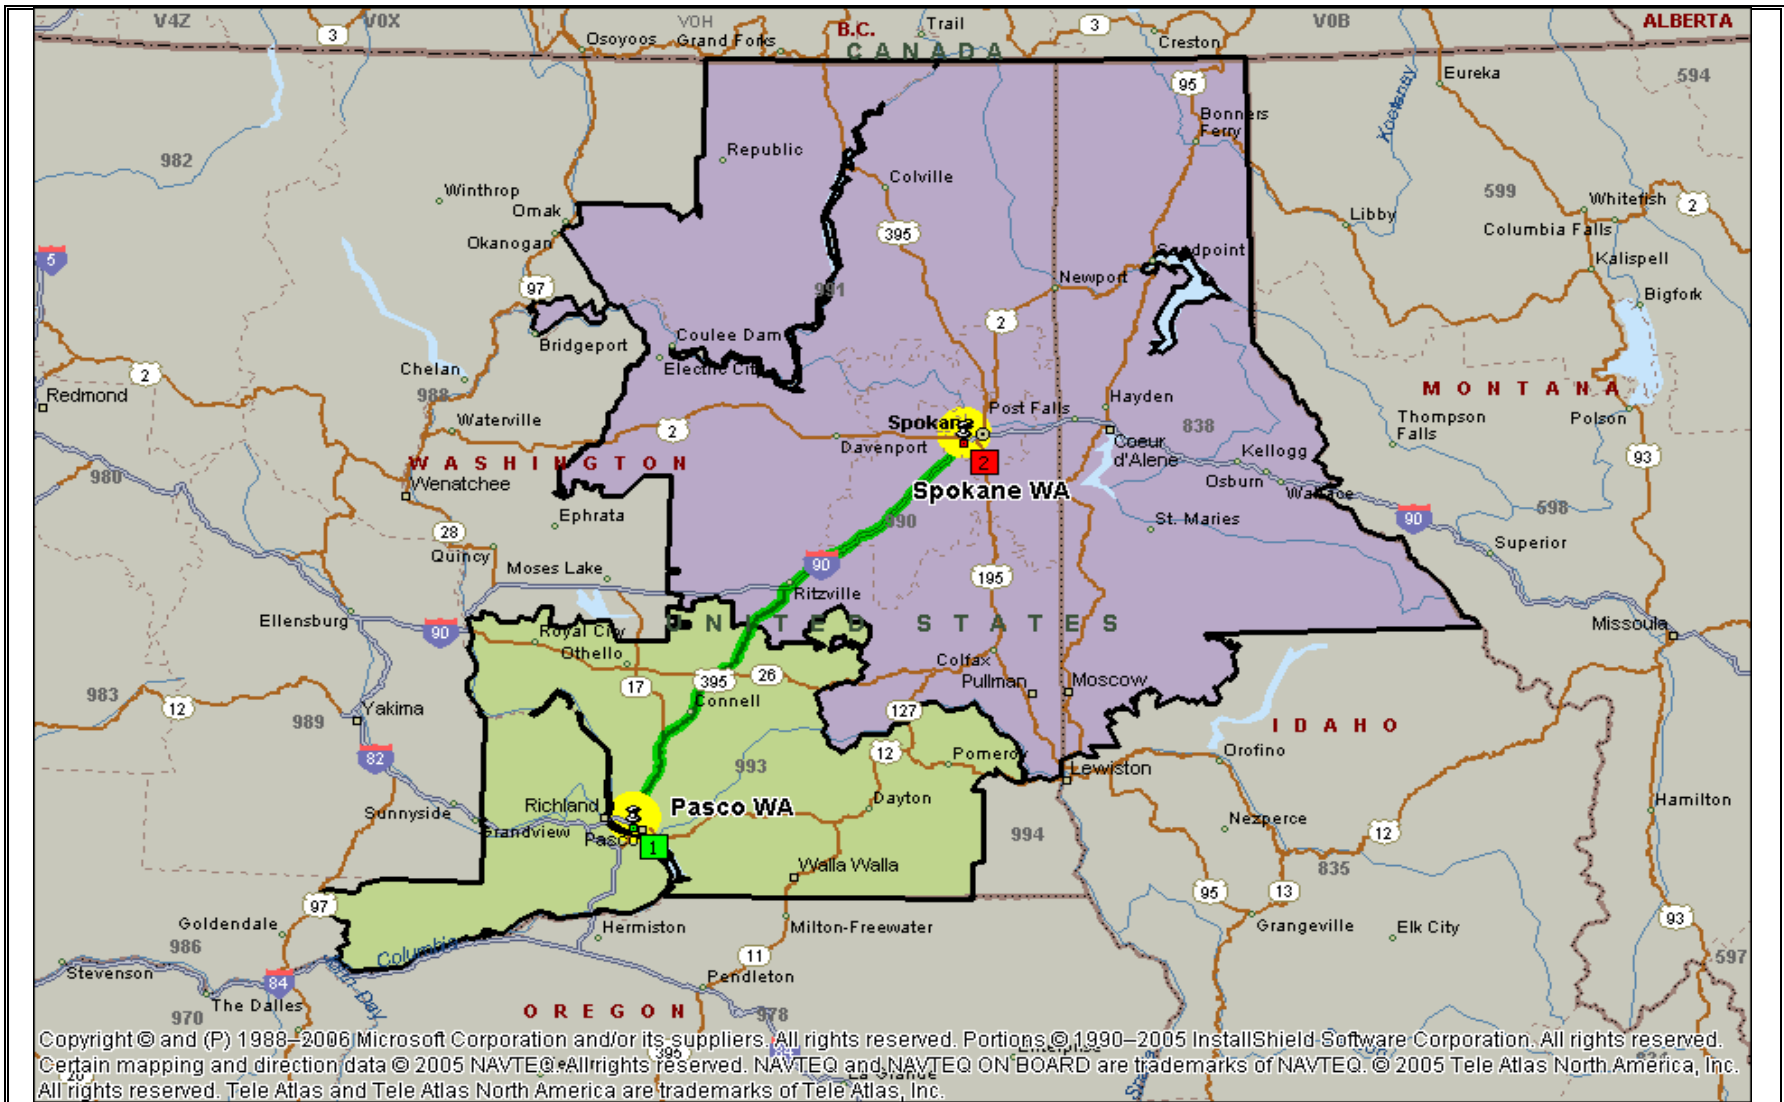 V4Z
V0X
V0H
B.C.
Trail
3
V0B
ALBERTA
3
Osoyoos
Grand Forks
CANADA
Creston
Eureka
594
95
Kootenay
Bonners
Ferry
982
Republic
Colville
Winthrop
Omak
Okanogan
395
599
Whitefish
2
Libby
Columbia Falls
Kalispell
5
97
991
Newport
Sandpoint
Bigfork
2
Coulee Dam
Bridgeport
Electric City
Chelan
2
988
Redmond
MONTANA
Waterville
2
Spokane
Post Falls
Hayden
838
Thompson
Falls
Polson
Davenport
Coeur
d'Alene
Kellogg
93
WASHINGTON
2
980
Wenatchee
Spokane WA
Osburn
Wallace
598
Ephrata
990
St. Maries
90
28
Quincy
Superior
Moses Lake
90
195
Ritzville
Ellensburg
90
Royal City
UNITED STATES
Missoula
Othello
Colfax
983
12
17
395
26
Pullman
Moscow
Connell
989
Yakima
127
IDAHO
82
12
Pomeroy
Orofino
993
Lewiston
Sunnyside
Richland
Pasco WA
Dayton
Hamilton
Grandview
Pasco
1
994
Nezperce
12
Walla Walla
835
97
95
13
Goldendale
Hermiston
Milton-Freewater
Grangeville
Elk City
93
986
Columbia
11
597
Stevenson
84
Pendleton
The Dalles
970
OREGON
978
Copyright © and (P) 1988–2006 Microsoft Corporation and/or its suppliers. All rights reserved. Portions © 1990–2005 InstallShield Software Corporation. All rights reserved.
Certain mapping and direction data © 2005 NAVTEQ. All rights reserved. NAVTEQ and NAVTEQ ON BOARD are trademarks of NAVTEQ. © 2005 Tele Atlas North America, Inc.
All rights reserved. Tele Atlas and Tele Atlas North America are trademarks of Tele Atlas, Inc.
395